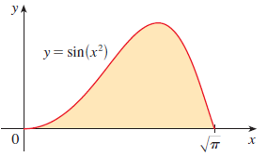 y
y = sin(x²)
0
√π
x